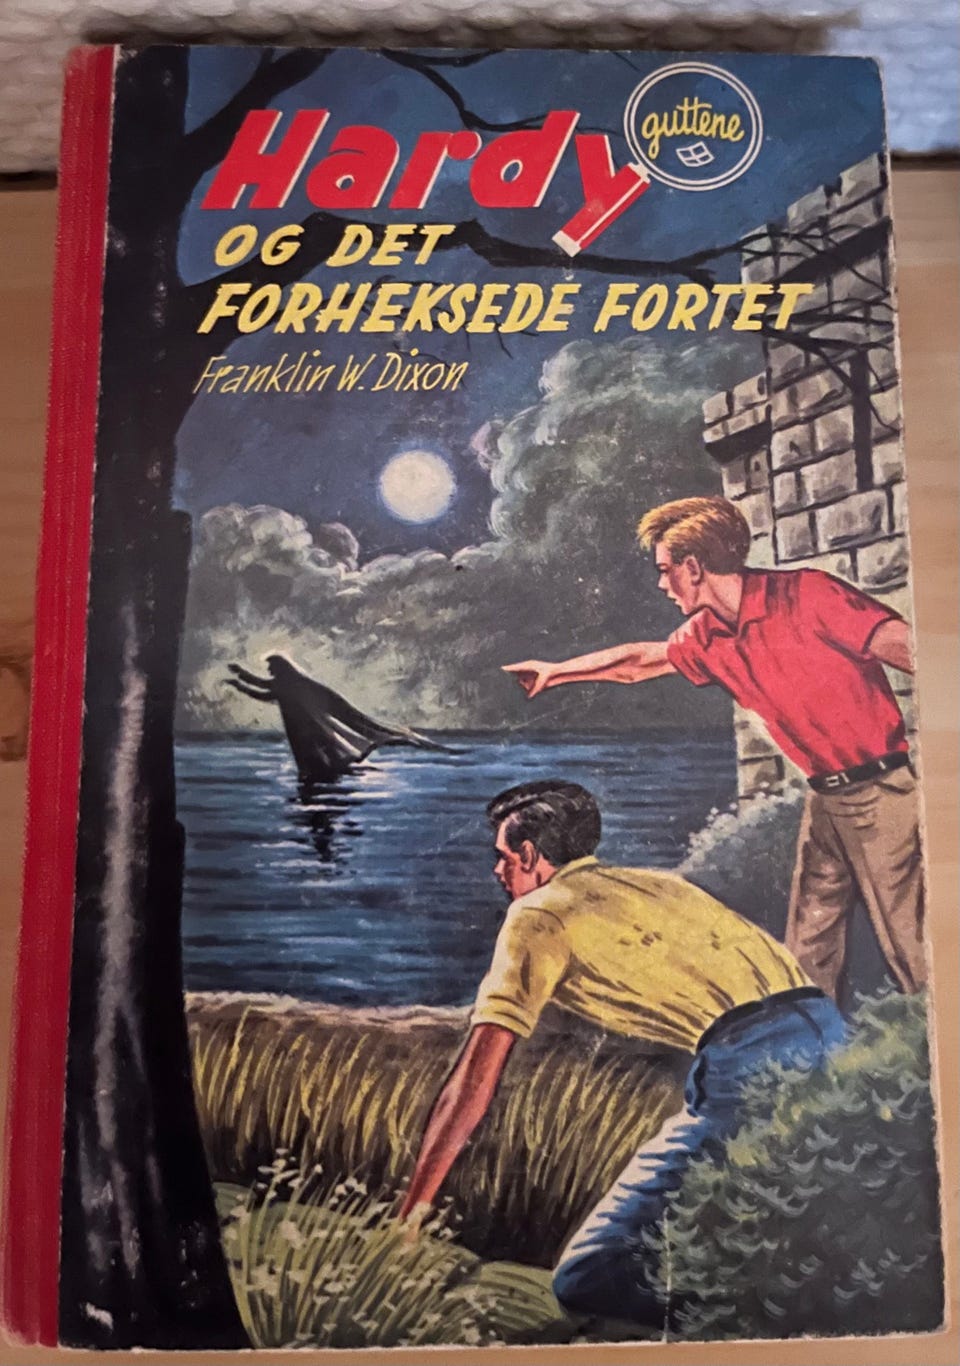 Hardy
guttene
OG DET
FORHEKSEDE FORTET
Franklin W. Dixon